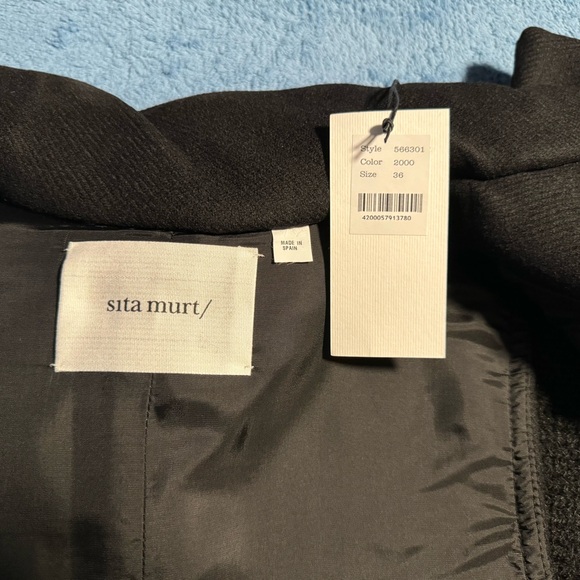 sita murt/
MADE IN
SPAIN
Style 566301
Color 2000
Size 36
4200057913780